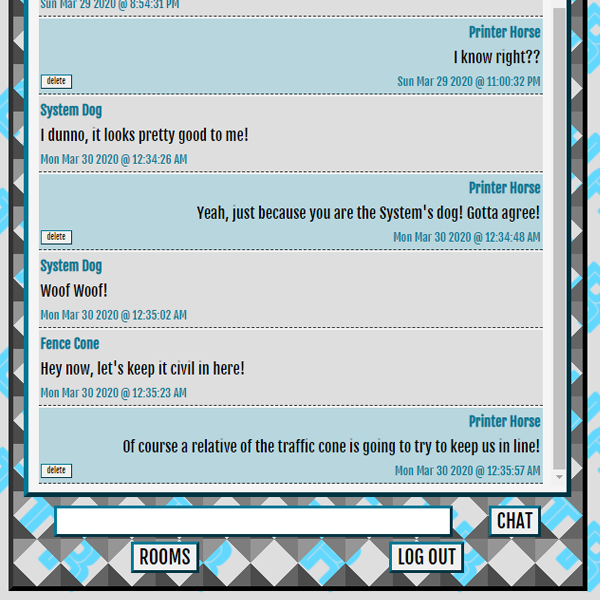 Sun Mar 29 2020 @ 8:54:31 PM
Printer Horse
I know right??
delete
Sun Mar 29 2020 @ 11:00:32 PM
System Dog
I dunno, it looks pretty good to me!
Mon Mar 30 2020 @ 12:34:26 AM
Printer Horse
Yeah, just because you are the System's dog! Gotta agree!
delete
Mon Mar 30 2020 @ 12:34:48 AM
System Dog
Woof Woof!
Mon Mar 30 2020 @ 12:35:02 AM
Fence Cone
Hey now, let's keep it civil in here!
Mon Mar 30 2020 @ 12:35:23 AM
Printer Horse
Of course a relative of the traffic cone is going to try to keep us in line!
delete
Mon Mar 30 2020 @ 12:35:57 AM
CHAT
ROOMS
LOG OUT